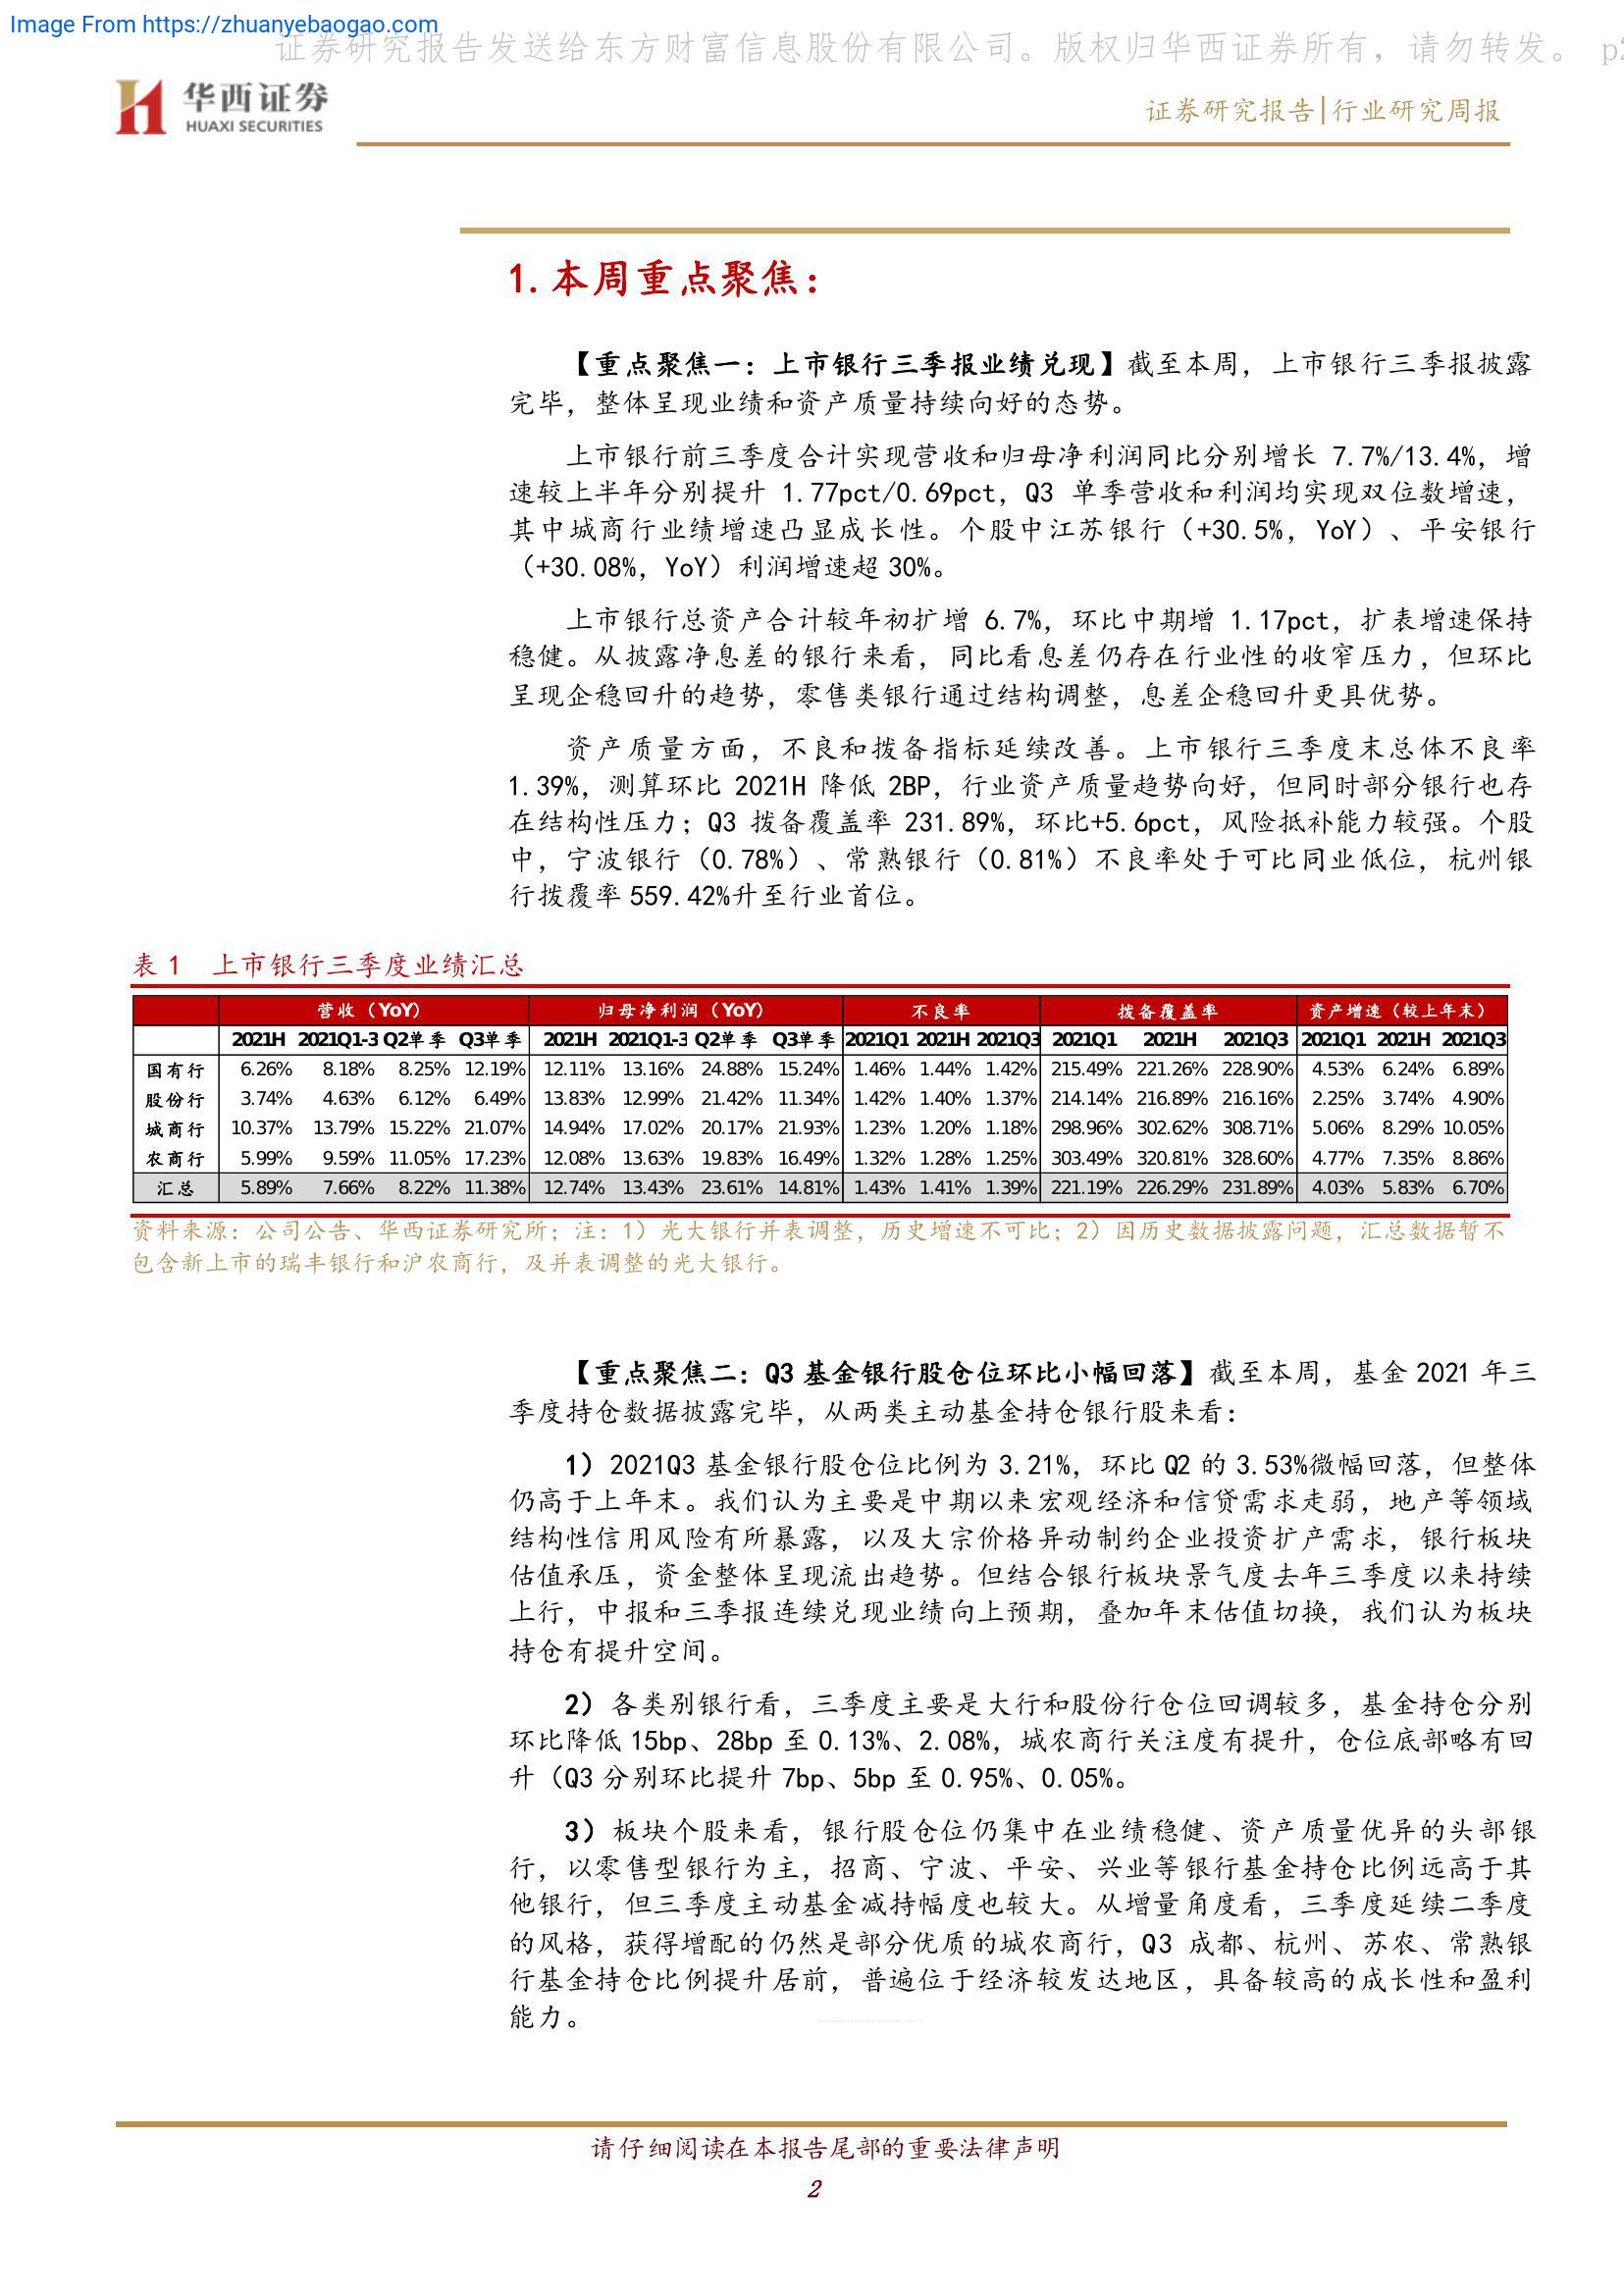 Image From https://zhuanyebaogao.com
证券研究报告发送给东方财富信息股份有限公司。版权归华西证券所有，请勿转发。 p2
华西证券
HUAXI SECURITIES
证券研究报告|行业研究周报
1.本周重点聚焦：
【重点聚焦一：上市银行三季报业绩兑现】截至本周，上市银行三季报披露
完毕，整体呈现业绩和资产质量持续向好的态势。
上市银行前三季度合计实现营收和归母净利润同比分别增长 7.7%/13.4%，增
速较上半年分别提升 1.77pct/0.69pct，Q3 单季营收和利润均实现双位数增速，
其中城商行业绩增速凸显成长性。个股中江苏银行（+30.5%，YoY）、平安银行
（+30.08%，YoY）利润增速超 30%。
上市银行总资产合计较年初扩增 6.7%，环比中期增 1.17pct，扩表增速保持
稳健。从披露净息差的银行来看，同比看息差仍存在行业性的收窄压力，但环比
呈现企稳回升的趋势，零售类银行通过结构调整，息差企稳回升更具优势。
资产质量方面，不良和拨备指标延续改善。上市银行三季度末总体不良率
1.39%，测算环比 2021H 降低 2BP，行业资产质量趋势向好，但同时部分银行也存
在结构性压力；Q3 拨备覆盖率 231.89%，环比+5.6pct，风险抵补能力较强。个股
中，宁波银行（0.78%）、常熟银行（0.81%）不良率处于可比同业低位，杭州银
行拨覆率 559.42%升至行业首位。
表 1 上市银行三季度业绩汇总
营收（YoY） 归母净利润（YoY） 不良率 拨备覆盖率 资产增速（较上年末）
2021H 2021Q1-3 Q2单季 Q3单季 2021H 2021Q1-3 Q2单季 Q3单季 2021Q1 2021H 2021Q3 2021Q1 2021H 2021Q3 2021Q1 2021H 2021Q3
国有行 6.26% 8.18% 8.25% 12.19% 12.11% 13.16% 24.88% 15.24% 1.46% 1.44% 1.42% 215.49% 221.26% 228.90% 4.53% 6.24% 6.89%
股份行 3.74% 4.63% 6.12% 6.49% 13.83% 12.99% 21.42% 11.34% 1.42% 1.40% 1.37% 214.14% 216.89% 216.16% 2.25% 3.74% 4.90%
城商行 10.37% 13.79% 15.22% 21.07% 14.94% 17.02% 20.17% 21.93% 1.23% 1.20% 1.18% 298.96% 302.62% 308.71% 5.06% 8.29% 10.05%
农商行 5.99% 9.59% 11.05% 17.23% 12.08% 13.63% 19.83% 16.49% 1.32% 1.28% 1.25% 303.49% 320.81% 328.60% 4.77% 7.35% 8.86%
汇总 5.89% 7.66% 8.22% 11.38% 12.74% 13.43% 23.61% 14.81% 1.43% 1.41% 1.39% 221.19% 226.29% 231.89% 4.03% 5.83% 6.70%
资料来源：公司公告、华西证券研究所；注：1）光大银行并表调整，历史增速不可比；2）因历史数据披露问题，汇总数据暂不
包含新上市的瑞丰银行和沪农商行，及并表调整的光大银行。
【重点聚焦二：Q3 基金银行股仓位环比小幅回落】截至本周，基金 2021 年三
季度持仓数据披露完毕，从两类主动基金持仓银行股来看：
1）2021Q3 基金银行股仓位比例为 3.21%，环比 Q2 的 3.53%微幅回落，但整体
仍高于上年末。我们认为主要是中期以来宏观经济和信贷需求走弱，地产等领域
结构性信用风险有所暴露，以及大宗价格异动制约企业投资扩产需求，银行板块
估值承压，资金整体呈现流出趋势。但结合银行板块景气度去年三季度以来持续
上行，中报和三季报连续兑现业绩向上预期，叠加年末估值切换，我们认为板块
持仓有提升空间。
2）各类别银行看，三季度主要是大行和股份行仓位回调较多，基金持仓分别
环比降低 15bp、28bp 至 0.13%、2.08%，城农商行关注度有提升，仓位底部略有回
升（Q3 分别环比提升 7bp、5bp 至 0.95%、0.05%。
3）板块个股来看，银行股仓位仍集中在业绩稳健、资产质量优异的头部银
行，以零售型银行为主，招商、宁波、平安、兴业等银行基金持仓比例远高于其
他银行，但三季度主动基金减持幅度也较大。从增量角度看，三季度延续二季度
的风格，获得增配的仍然是部分优质的城农商行，Q3 成都、杭州、苏农、常熟银
行基金持仓比例提升居前，普遍位于经济较发达地区，具备较高的成长性和盈利
能力。
请仔细阅读在本报告尾部的重要法律声明
2